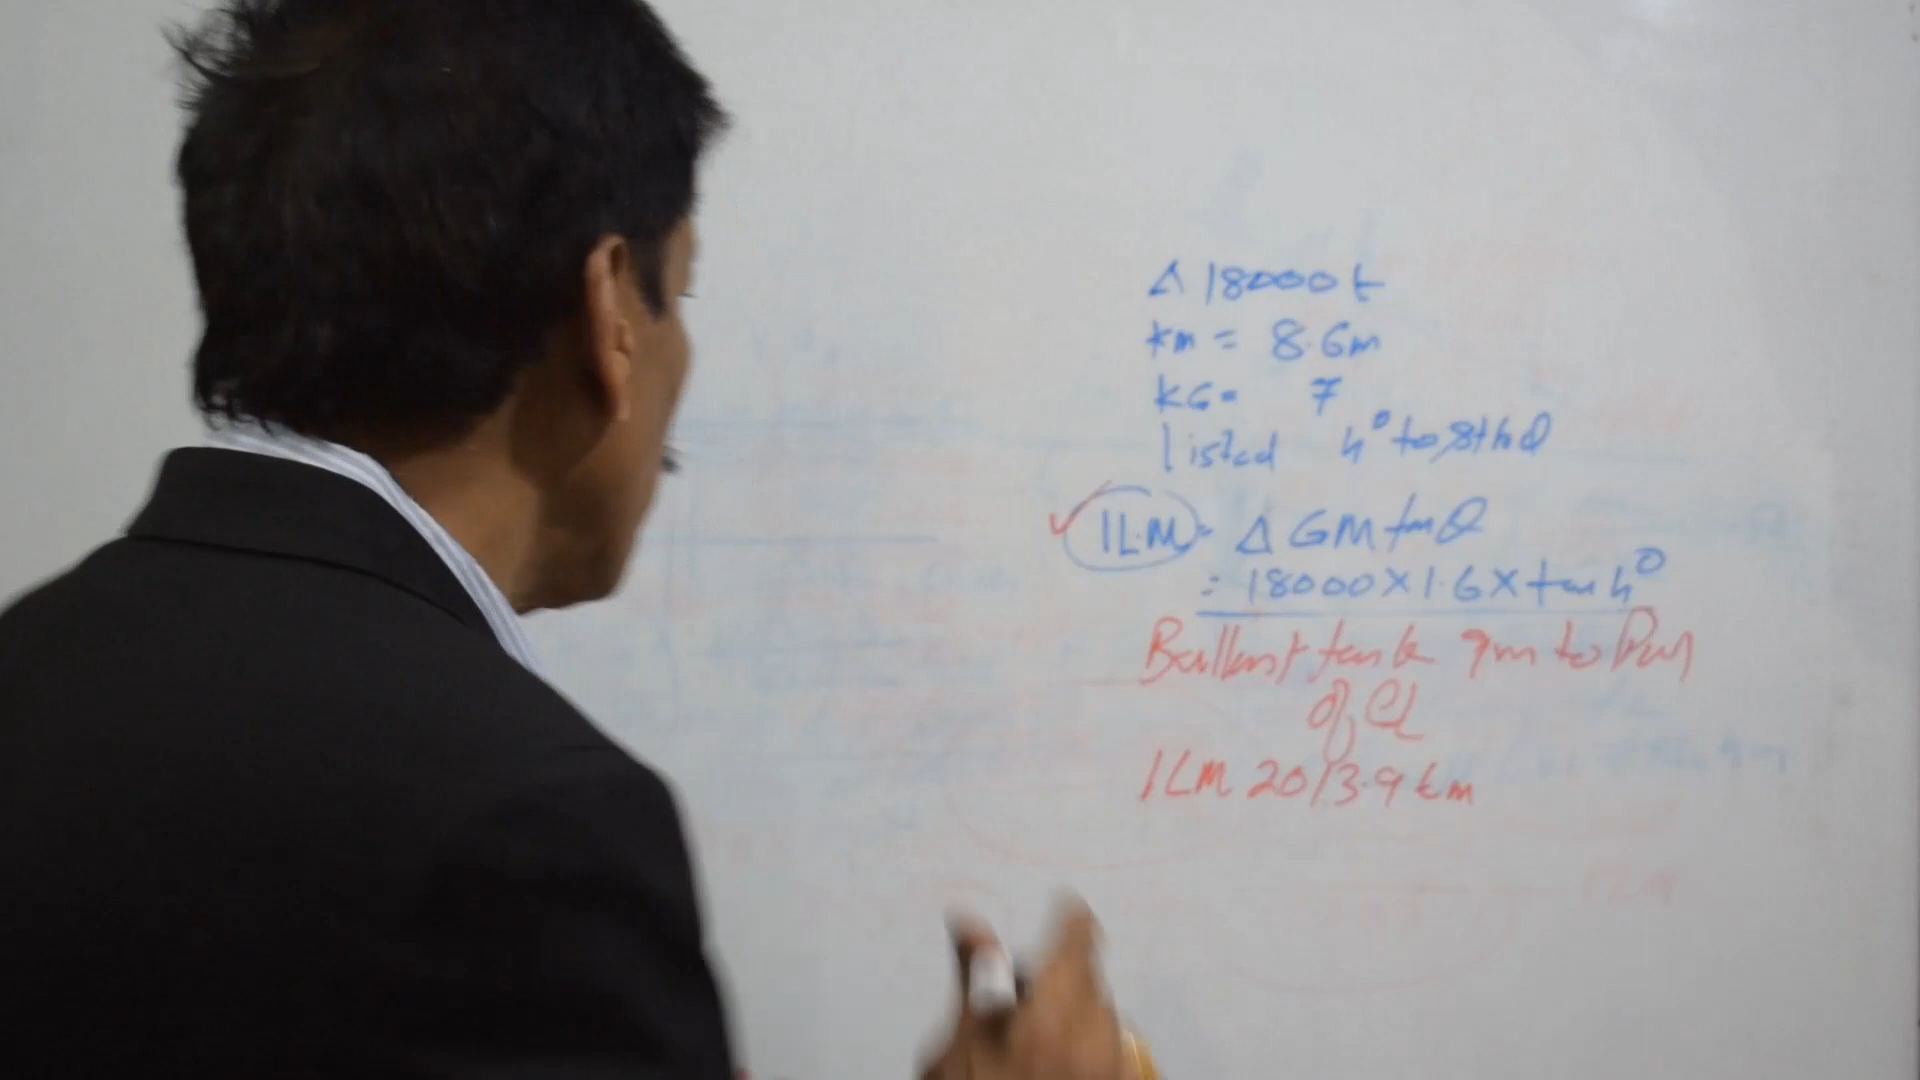 Δ 18000 t
KM = 8.6m
KG = 7
listed 4° to stbd
ILM = Δ GM tan θ
= 18000 X 1.6 X tan 4°
Ballast tank 9m to Port
of CL
ILM 2013.9 tm